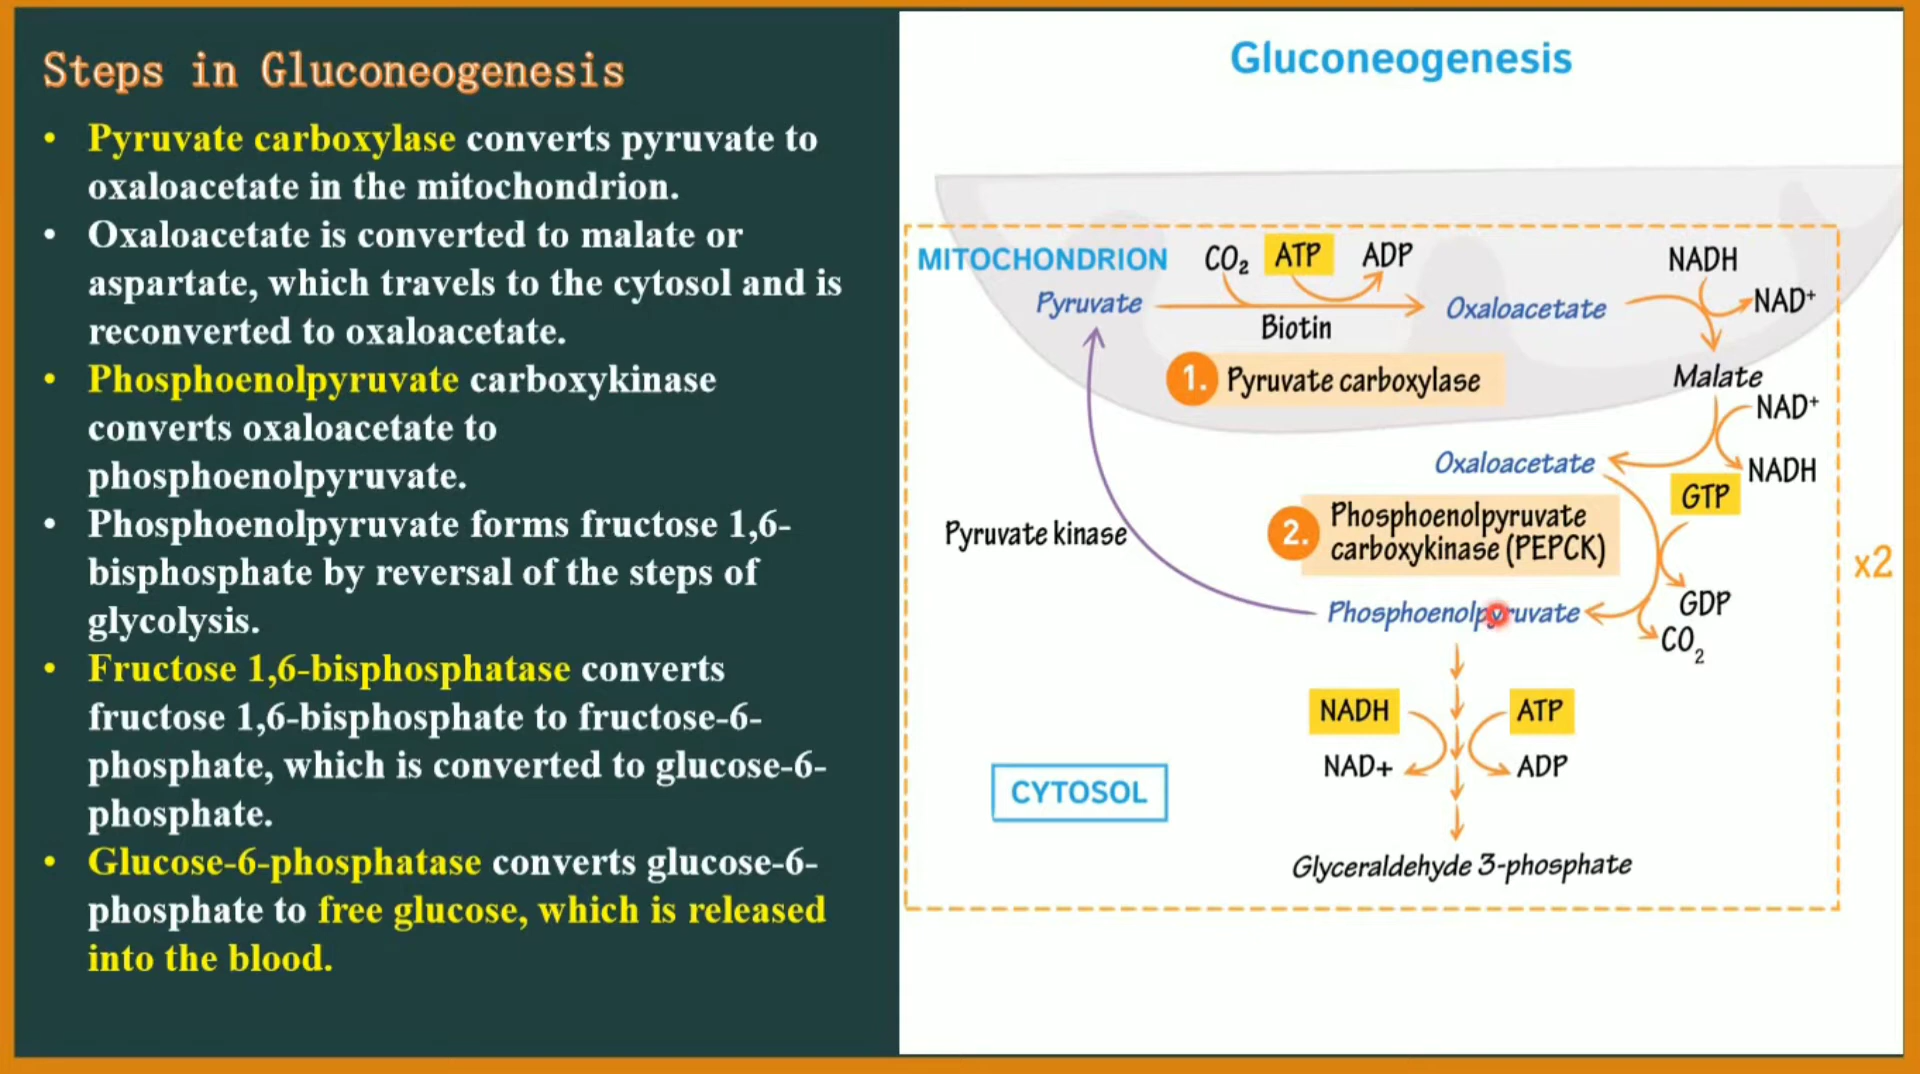 Steps in Gluconeogenesis
• Pyruvate carboxylase converts pyruvate to
oxaloacetate in the mitochondrion.
• Oxaloacetate is converted to malate or
aspartate, which travels to the cytosol and is
reconverted to oxaloacetate.
• Phosphoenolpyruvate carboxykinase
converts oxaloacetate to
phosphoenolpyruvate.
• Phosphoenolpyruvate forms fructose 1,6-
bisphosphate by reversal of the steps of
glycolysis.
• Fructose 1,6-bisphosphatase converts
fructose 1,6-bisphosphate to fructose-6-
phosphate, which is converted to glucose-6-
phosphate.
• Glucose-6-phosphatase converts glucose-6-
phosphate to free glucose, which is released
into the blood.
Gluconeogenesis
MITOCHONDRION
CO₂ ATP ADP
NADH
Pyruvate
Oxaloacetate
NAD⁺
Biotin
1. Pyruvate carboxylase
Malate
NAD⁺
Oxaloacetate
NADH
GTP
Pyruvate kinase
2. Phosphoenolpyruvate
carboxykinase (PEPCK)
x2
Phosphoenolpyruvate
GDP
CO₂
NADH
ATP
NAD+
ADP
CYTOSOL
Glyceraldehyde 3-phosphate